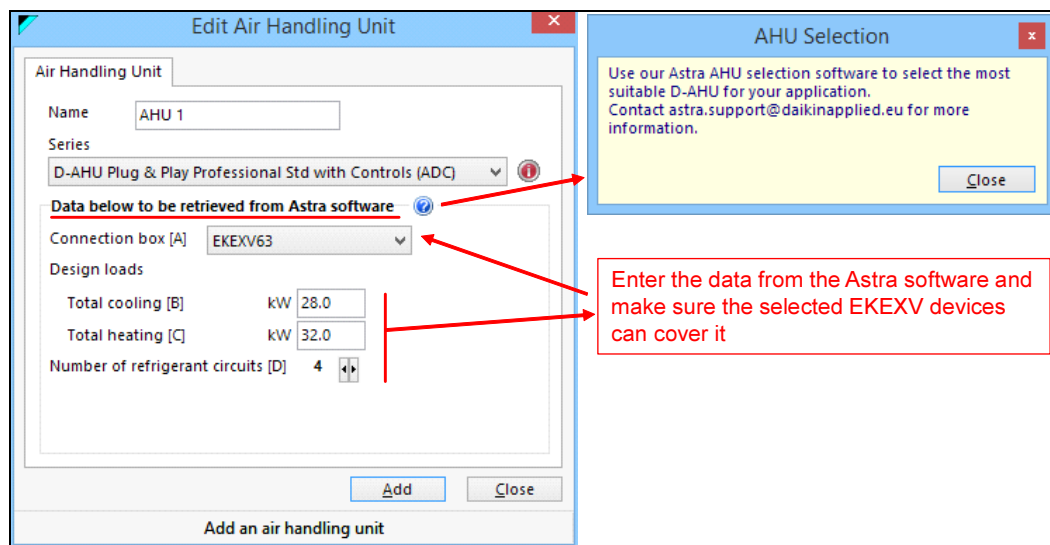 Edit Air Handling Unit
x
Air Handling Unit
Name AHU 1
Series
D-AHU Plug & Play Professional Std with Controls (ADC)
Data below to be retrieved from Astra software ?
Connection box [A] EKEXV63
Design loads
Total cooling [B] kW 28.0
Total heating [C] kW 32.0
Number of refrigerant circuits [D] 4
Add Close
Add an air handling unit
AHU Selection
x
Use our Astra AHU selection software to select the most
suitable D-AHU for your application.
Contact astra.support@daikinapplied.eu for more
information.
Close
Enter the data from the Astra software and
make sure the selected EKEXV devices
can cover it